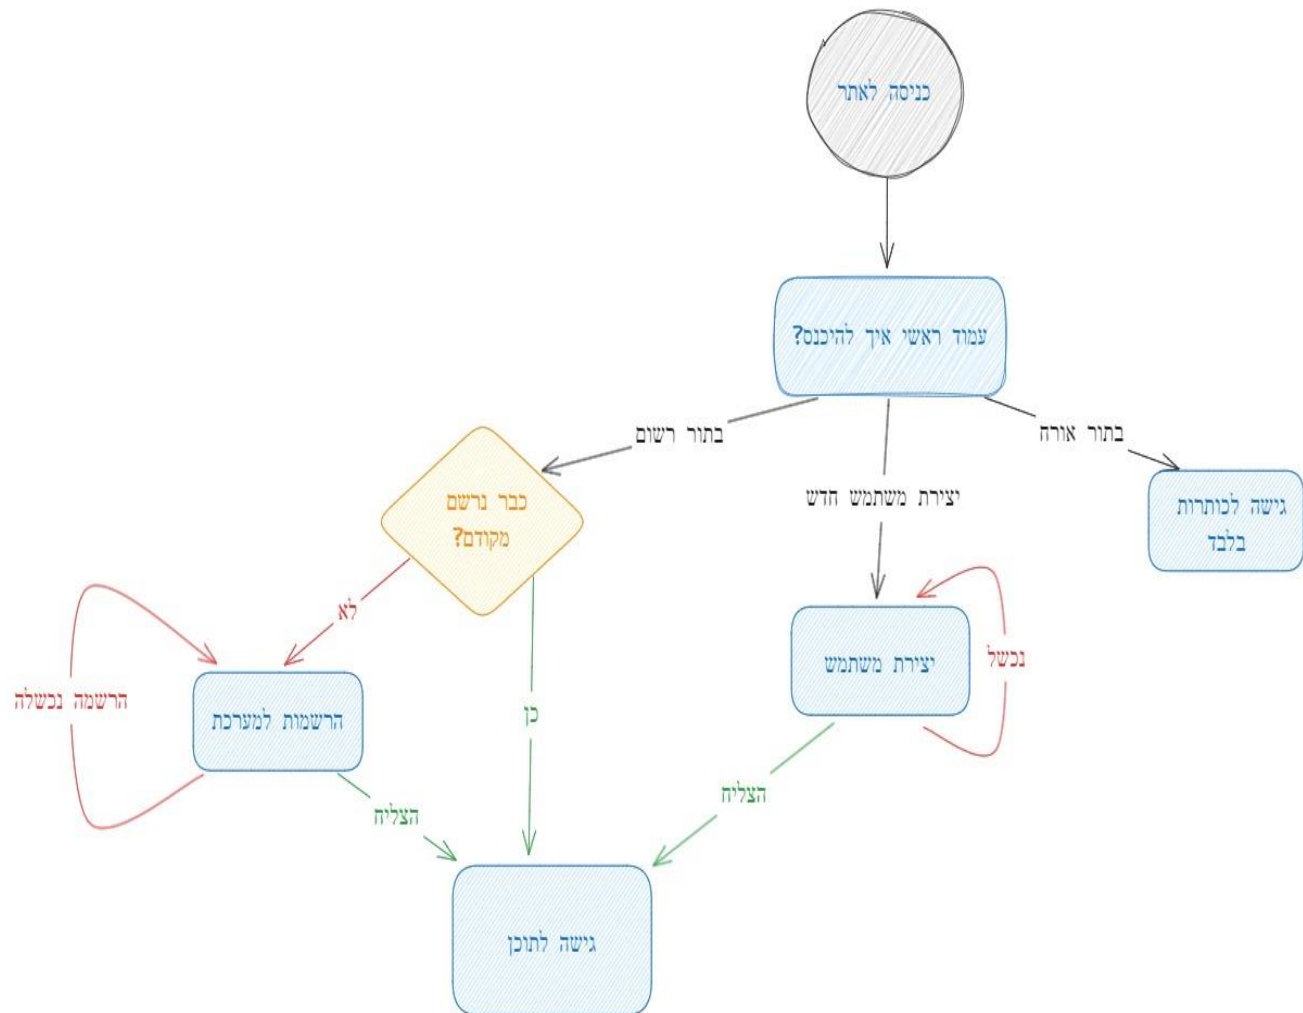 כניסה לאתר
עמוד ראשי איך להיכנס?
בתור אורח
בתור רשום
גישה לכותרות
בלבד
יצירת משתמש חדש
כבר נרשם
מקודם?
לא
נכשל
יצירת משתמש
הרשמה נכשלה
הרשמות למערכת
כן
הצליח
הצליח
גישה לתוכן